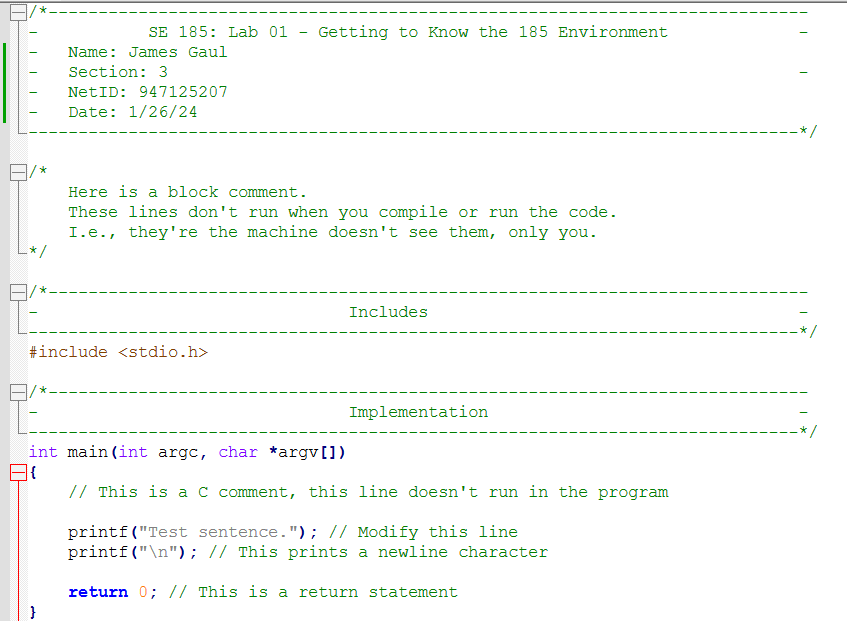 /*----------------------------------------------------------------------------
-           SE 185: Lab 01 - Getting to Know the 185 Environment             -
-   Name: James Gaul
-   Section: 3                                                               -
-   NetID: 947125207
-   Date: 1/26/24
-----------------------------------------------------------------------------*/
/*
    Here is a block comment.
    These lines don't run when you compile or run the code.
    I.e., they're the machine doesn't see them, only you.
*/
/*----------------------------------------------------------------------------
-                               Includes                                     -
-----------------------------------------------------------------------------*/
#include <stdio.h>
/*----------------------------------------------------------------------------
-                               Implementation                               -
-----------------------------------------------------------------------------*/
int main(int argc, char *argv[])
{
    // This is a C comment, this line doesn't run in the program
    printf("Test sentence."); // Modify this line
    printf("\n"); // This prints a newline character
    return 0; // This is a return statement
}